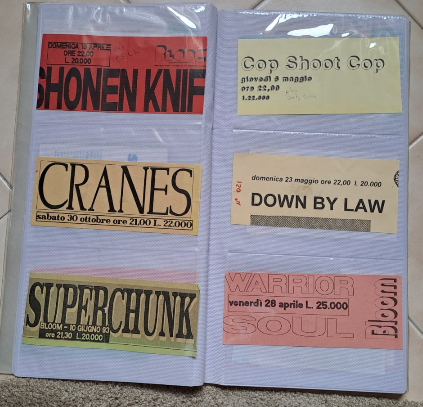 DOMENICA 18 APRILE
ORE 22,00
L. 20.000
SHONEN KNIF
CRANES
sabato 30 ottobre ore 21.00 L. 22.000
SUPERCHUNK
BLOOM - 10 GIUGNO 93
ore 21,30 L. 20.000
Cop Shoot Cop
giovedì 5 maggio
ore 22,00
l.22.000
domenica 23 maggio ore 22,00 L. 20.000
DOWN BY LAW
WARRIOR
venerdì 28 aprile L. 25.000
SOUL
Bloom